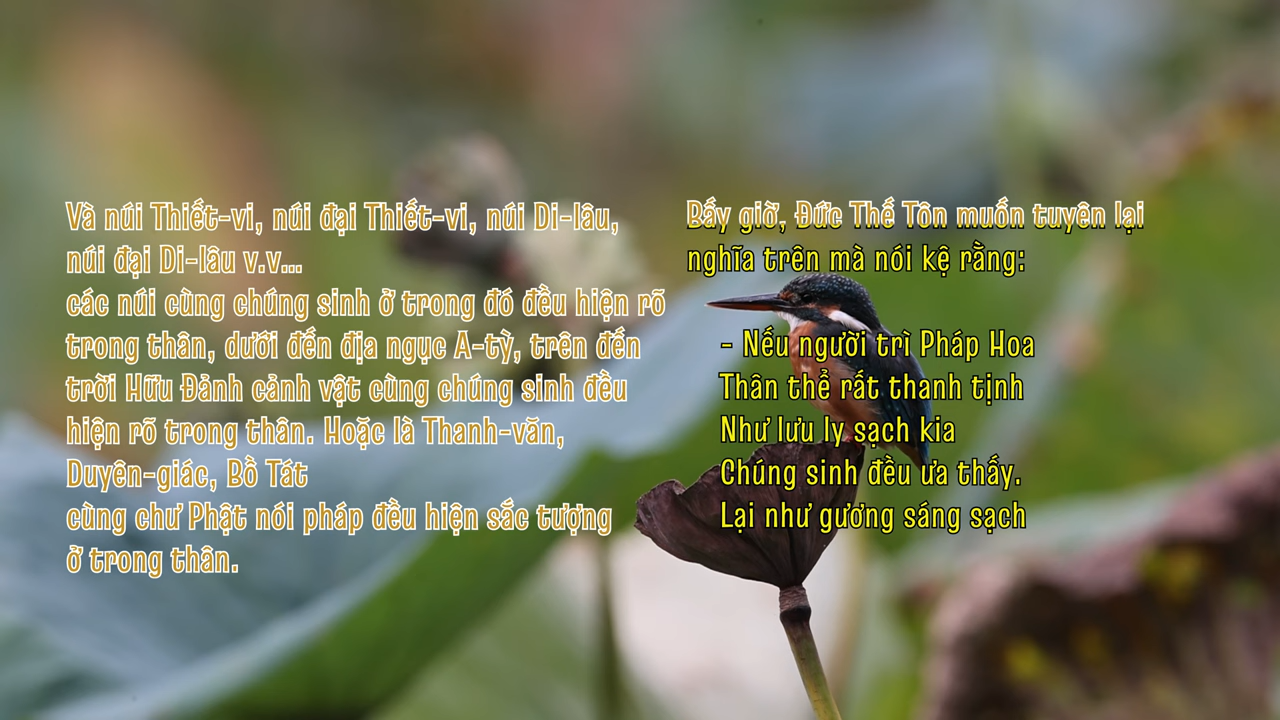 Và núi Thiết-vi, núi đại Thiết-vi, núi Di-lâu,
núi đại Di-lâu v.v...
các núi cùng chúng sinh ở trong đó đều hiện rõ
trong thân, dưới đến địa ngục A-tỳ, trên đến
trời Hữu Đảnh cảnh vật cùng chúng sinh đều
hiện rõ trong thân. Hoặc là Thanh-văn,
Duyên-giác, Bồ Tát
cùng chư Phật nói pháp đều hiện sắc tượng
ở trong thân.
Bấy giờ, Đức Thế Tôn muốn tuyên lại
nghĩa trên mà nói kệ rằng:
- Nếu người trì Pháp Hoa
Thân thể rất thanh tịnh
Như lưu ly sạch kia
Chúng sinh đều ưa thấy.
Lại như gương sáng sạch